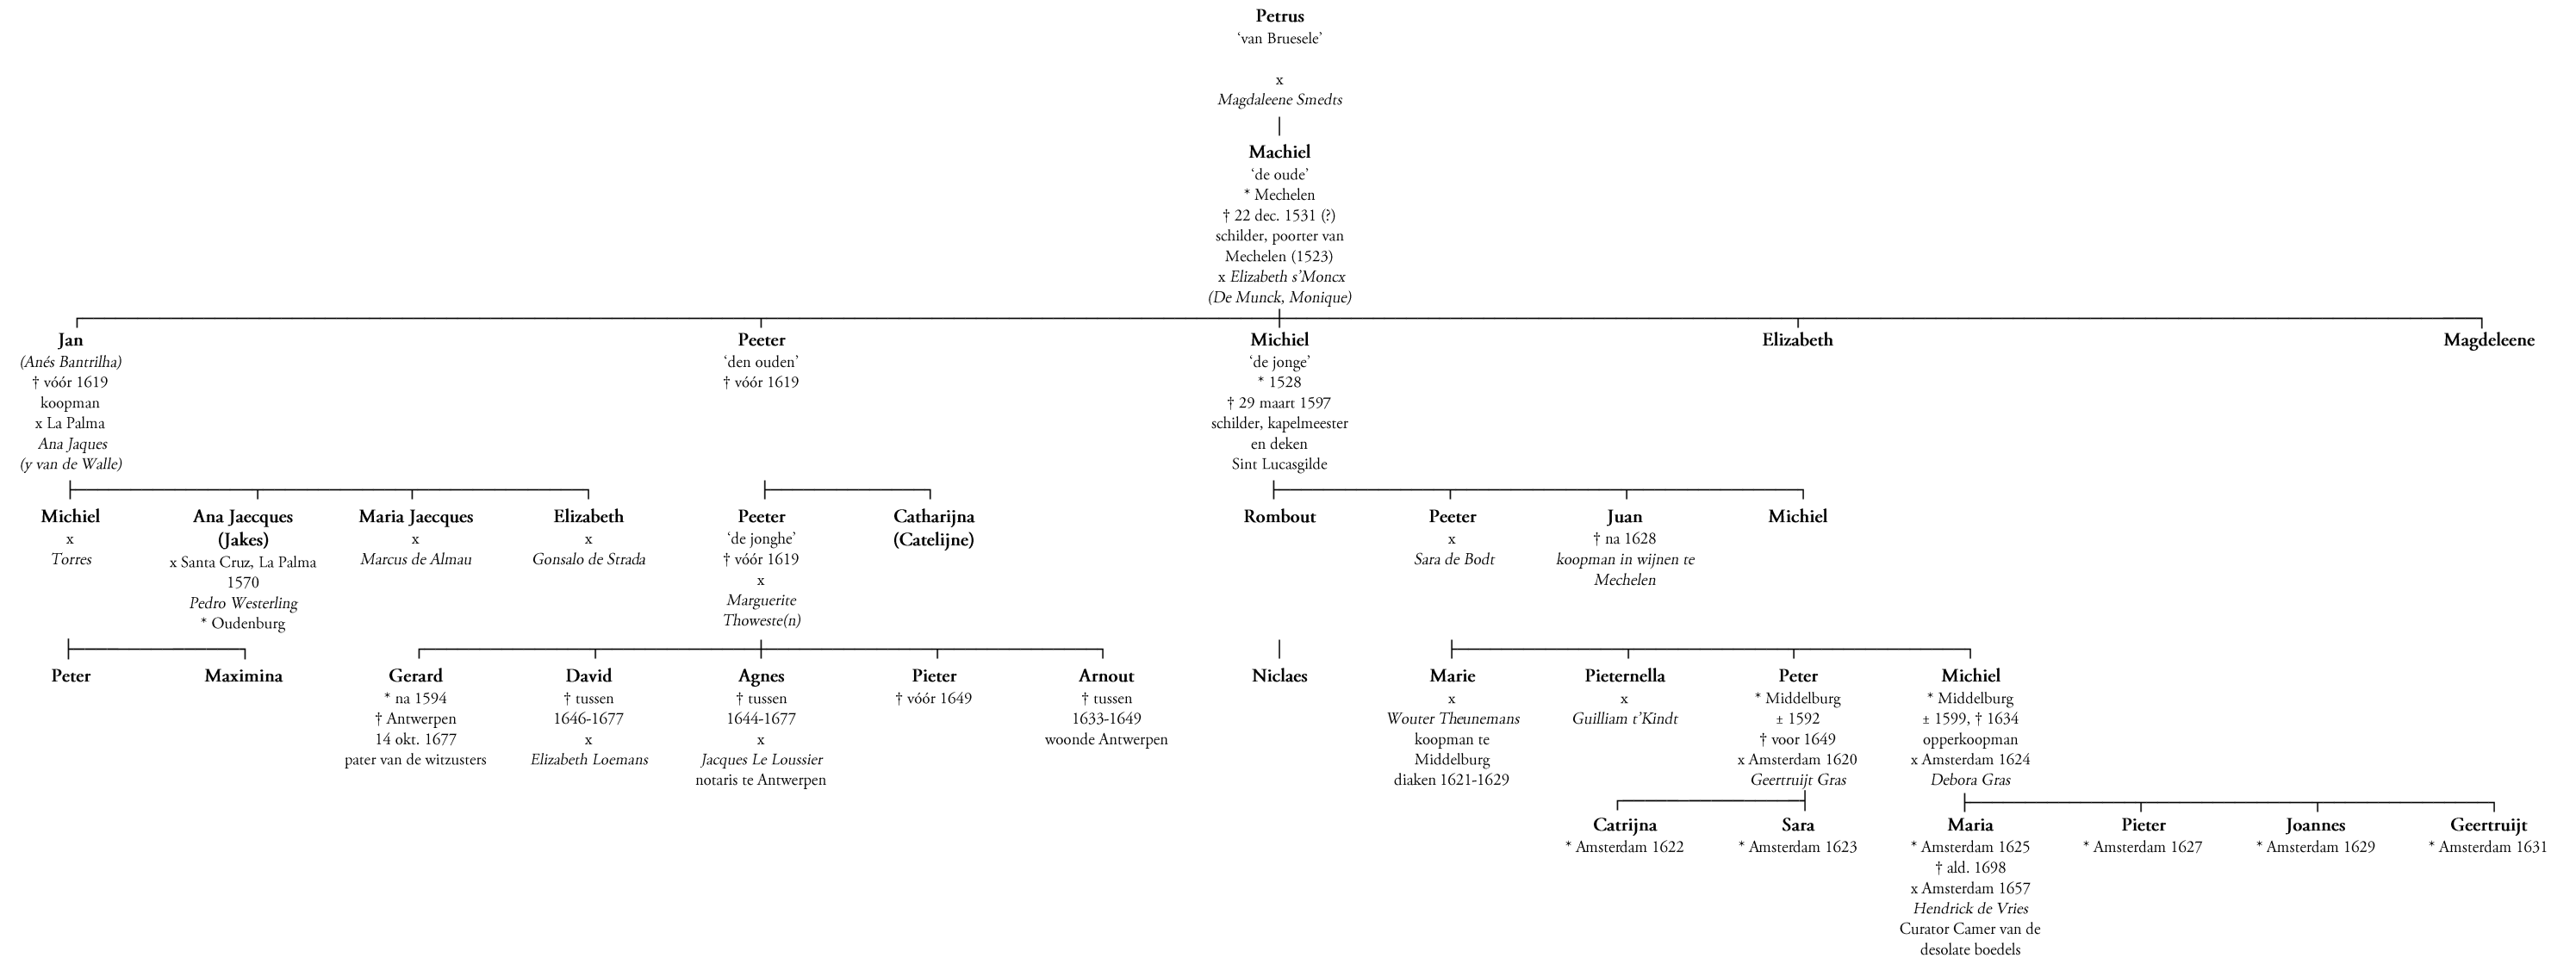 Petrus
‘van Bruesele’
x
Magdaleene Smedts
Machiel
‘de oude’
* Mechelen
† 22 dec. 1531 (?)
schilder, poorter van
Mechelen (1523)
x Elizabeth s’Moncx
(De Munck, Monique)
Jan
(Anés Bantrilha)
† vóór 1619
koopman
x La Palma
Ana Jaques
(y van de Walle)
Peeter
‘den ouden’
† vóór 1619
Michiel
‘de jonge’
* 1528
† 29 maart 1597
schilder, kapelmeester
en deken
Sint Lucasgilde
Elizabeth
Magdeleene
Michiel
x
Torres
Ana Jaecques
(Jakes)
x Santa Cruz, La Palma
1570
Pedro Westerling
* Oudenburg
Maria Jaecques
x
Marcus de Almau
Elizabeth
x
Gonsalo de Strada
Peeter
‘de jonghe’
† vóór 1619
x
Marguerite
Thoweste(n)
Catharijna
(Catelijne)
Rombout
Peeter
x
Sara de Bodt
Juan
† na 1628
koopman in wijnen te
Mechelen
Michiel
Peter
Maximina
Gerard
* na 1594
† Antwerpen
14 okt. 1677
pater van de witzusters
David
† tussen
1646-1677
x
Elizabeth Loemans
Agnes
† tussen
1644-1677
x
Jacques Le Loussier
notaris te Antwerpen
Pieter
† vóór 1649
Arnout
† tussen
1633-1649
woonde Antwerpen
Niclaes
Marie
x
Wouter Theunemans
koopman te
Middelburg
diaken 1621-1629
Pieternella
x
Guilliam t’Kindt
Peter
* Middelburg
± 1592
† voor 1649
x Amsterdam 1620
Geertruijt Gras
Michiel
* Middelburg
± 1599, † 1634
opperkoopman
x Amsterdam 1624
Debora Gras
Catrijna
* Amsterdam 1622
Sara
* Amsterdam 1623
Maria
* Amsterdam 1625
† ald. 1698
x Amsterdam 1657
Hendrick de Vries
Curator Camer van de
desolate boedels
Pieter
* Amsterdam 1627
Joannes
* Amsterdam 1629
Geertruijt
* Amsterdam 1631